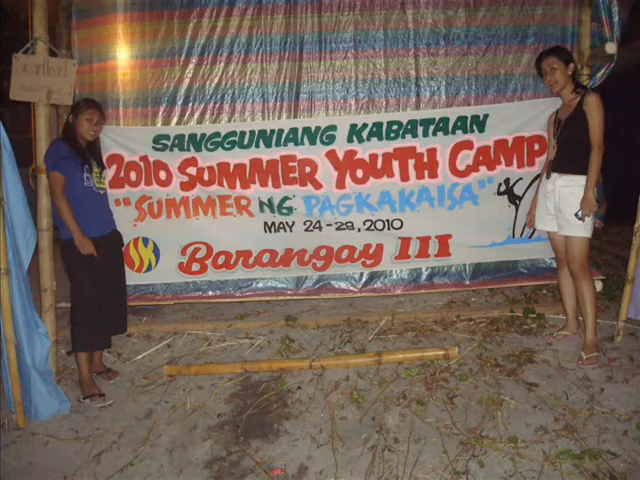 SANGGUNIANG KABATAAN
2010 SUMMER YOUTH CAMP
"SUMMER NG PAGKAKAISA"
MAY 24-28, 2010
Barangay III